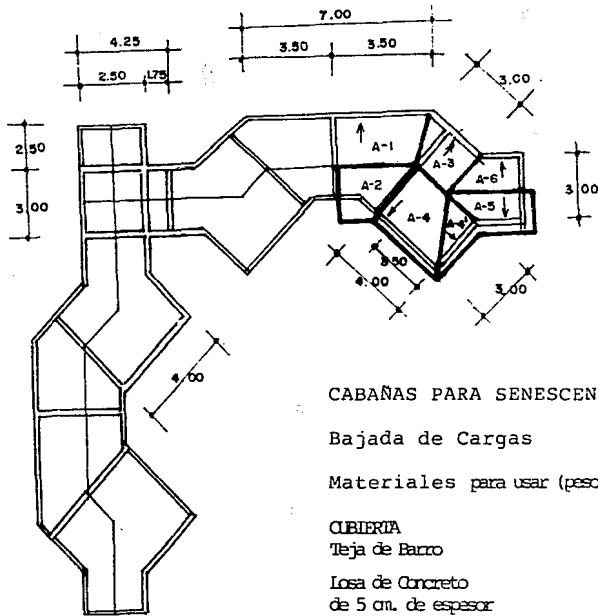 7.00
4.25
3.50 3.50
2.50 1.75
3.00
2.50
3.00
A-1
A-3
A-2
A-6
A-4
A-5
3.00
3.50
4.00
3.00
4.00
CABAÑAS PARA SENESCEN
Bajada de Cargas
Materiales para usar (peso
CUBIERTA
Teja de Barro
Losa de Concreto
de 5 cm. de espesor